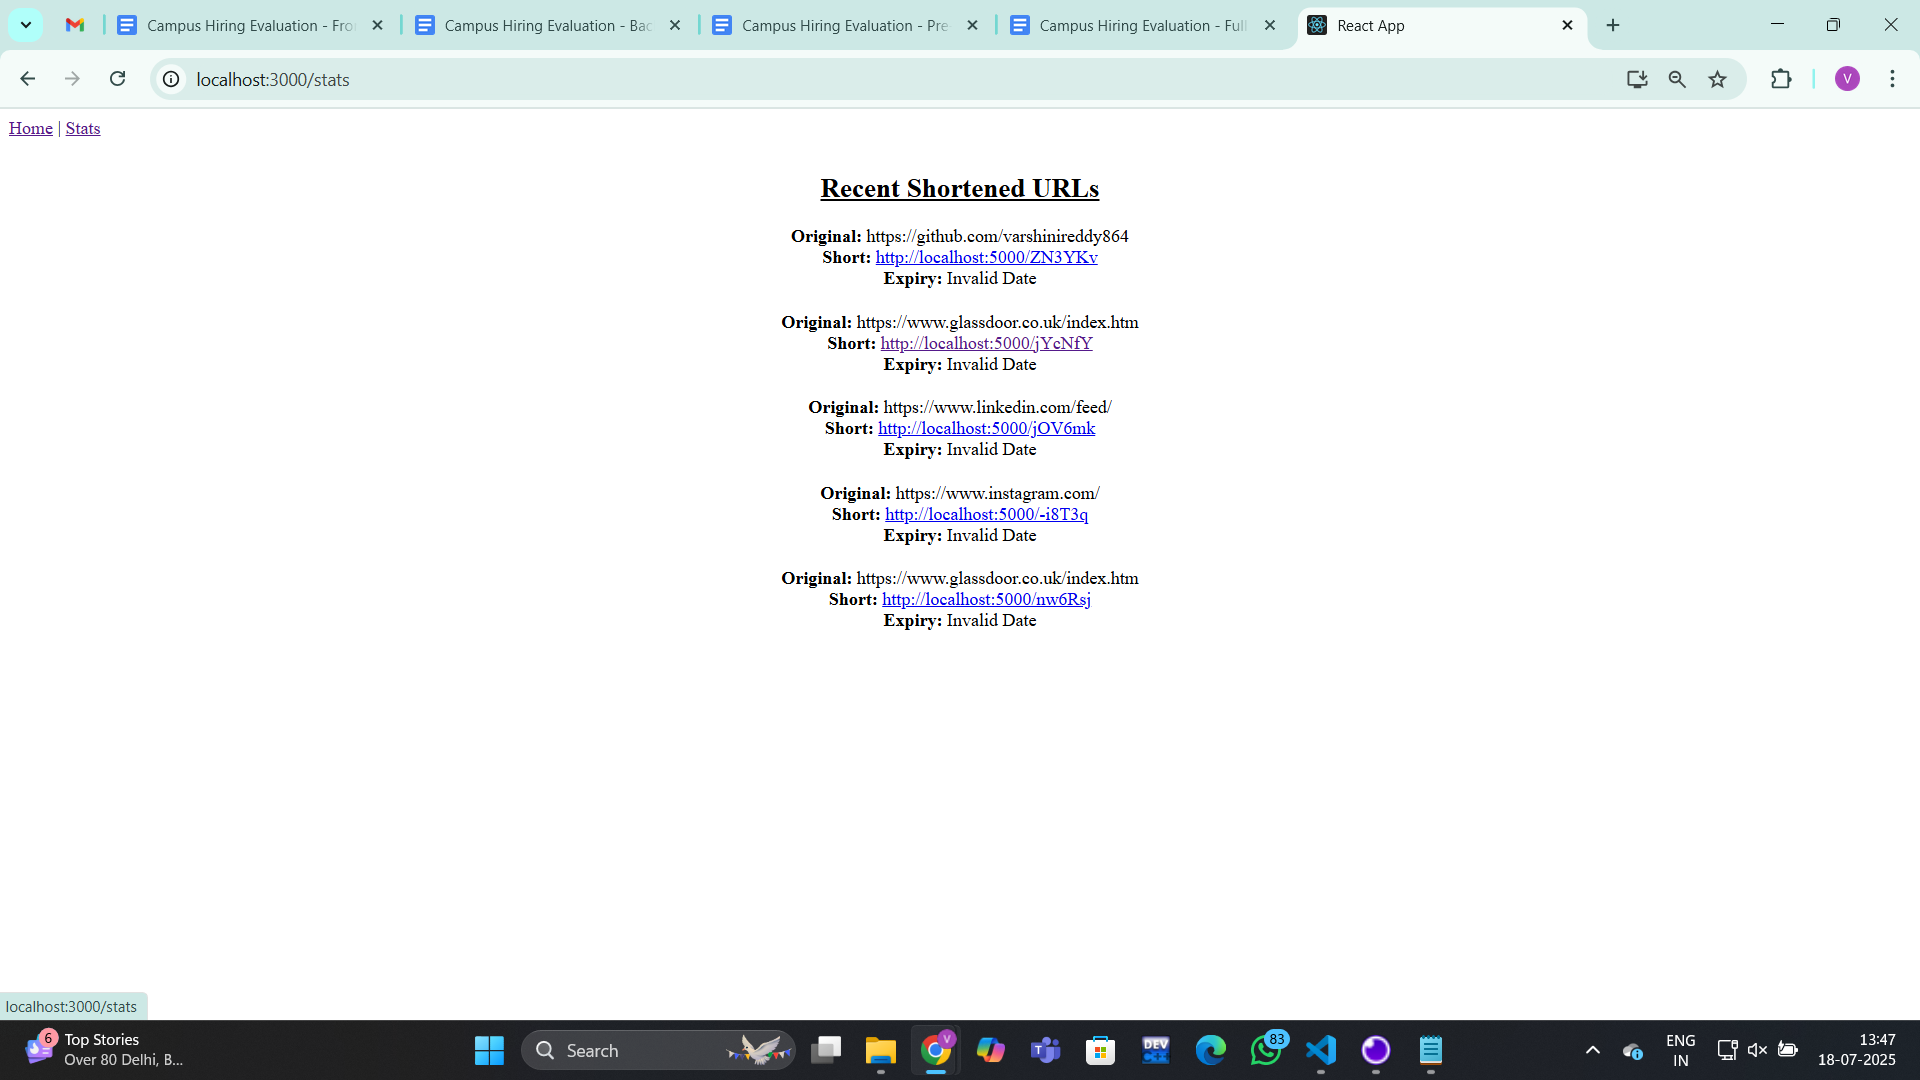 Campus Hiring Evaluation - Fro
Campus Hiring Evaluation - Bac
Campus Hiring Evaluation - Pre
Campus Hiring Evaluation - Full
React App
localhost:3000/stats
V
Home | Stats
Recent Shortened URLs
Original: https://github.com/varshinireddy864
Short: http://localhost:5000/ZN3YKv
Expiry: Invalid Date
Original: https://www.glassdoor.co.uk/index.htm
Short: http://localhost:5000/jYcNfY
Expiry: Invalid Date
Original: https://www.linkedin.com/feed/
Short: http://localhost:5000/jOV6mk
Expiry: Invalid Date
Original: https://www.instagram.com/
Short: http://localhost:5000/-i8T3q
Expiry: Invalid Date
Original: https://www.glassdoor.co.uk/index.htm
Short: http://localhost:5000/nw6Rsj
Expiry: Invalid Date
localhost:3000/stats
6
Top Stories
Over 80 Delhi, B...
Search
V
T
DEV
83
ENG
IN
13:47
18-07-2025